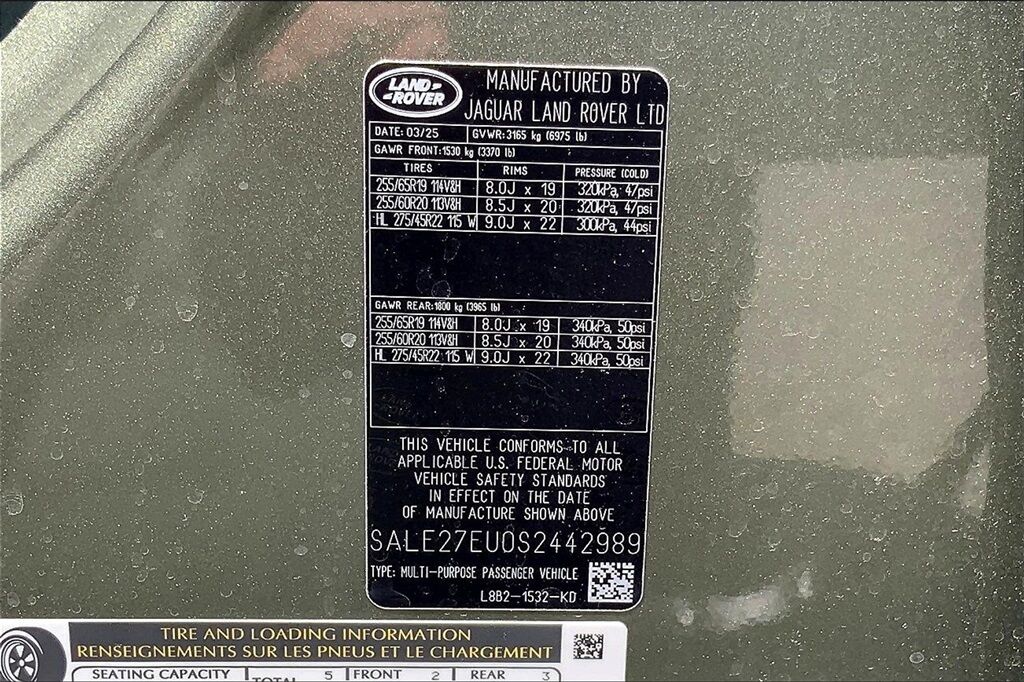 LAND ROVER
MANUFACTURED BY
JAGUAR LAND ROVER LTD
DATE: 03/25 GVWR:3165 kg (6975 lb)
GAWR FRONT:1530 kg (3370 lb)
TIRES RIMS PRESSURE (COLD)
255/65R19 114V&H 8.0J x 19 320kPa, 47psi
255/60R20 113V&H 8.5J x 20 320kPa, 47psi
HL 275/45R22 115 W 9.0J x 22 300kPa, 44psi
GAWR REAR:1800 kg (3965 lb)
255/65R19 114V&H 8.0J x 19 340kPa, 50psi
255/60R20 113V&H 8.5J x 20 340kPa, 50psi
HL 275/45R22 115 W 9.0J x 22 340kPa, 50psi
THIS VEHICLE CONFORMS TO ALL
APPLICABLE U.S. FEDERAL MOTOR
VEHICLE SAFETY STANDARDS
IN EFFECT ON THE DATE
OF MANUFACTURE SHOWN ABOVE
SALE27EU0S2442989
TYPE: MULTI-PURPOSE PASSENGER VEHICLE
L8B2-1532-KD
TIRE AND LOADING INFORMATION
RENSEIGNEMENTS SUR LES PNEUS ET LE CHARGEMENT
SEATING CAPACITY TOTAL 5 FRONT 2 REAR 3